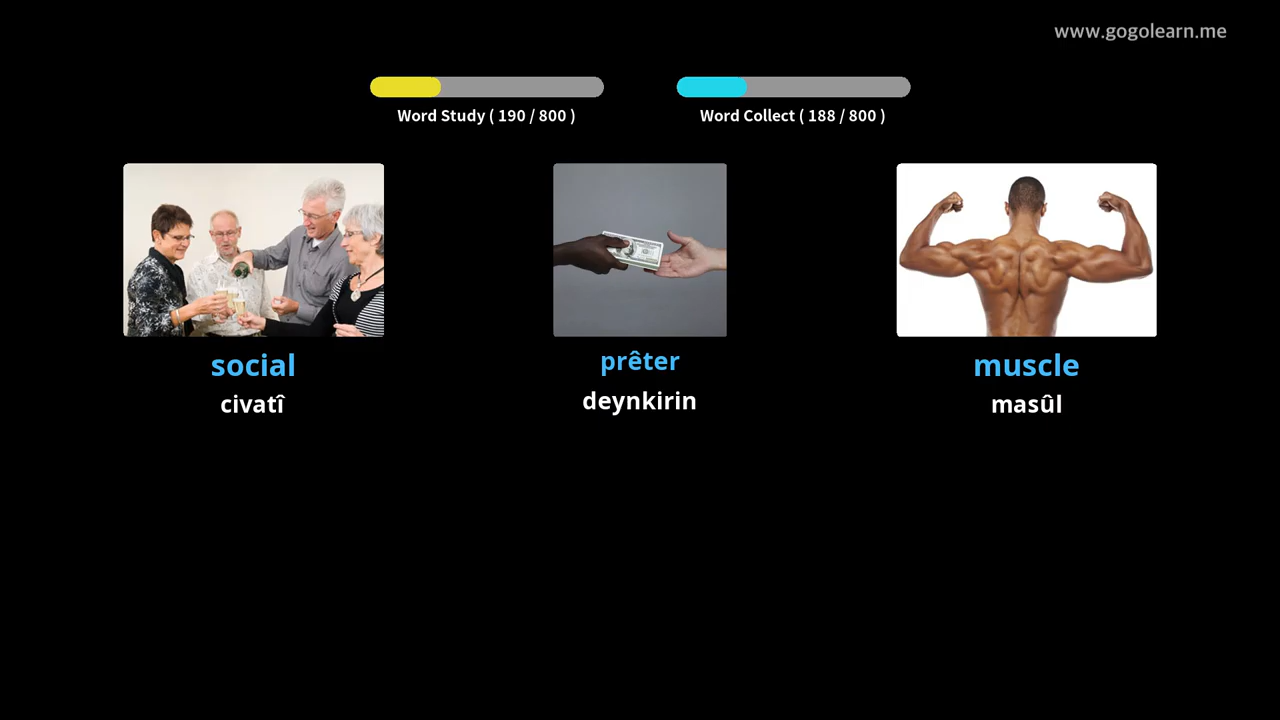 www.gogolearn.me
Word Study ( 190 / 800 )
Word Collect ( 188 / 800 )
social
prêter
muscle
civatî
deynkirin
masûl